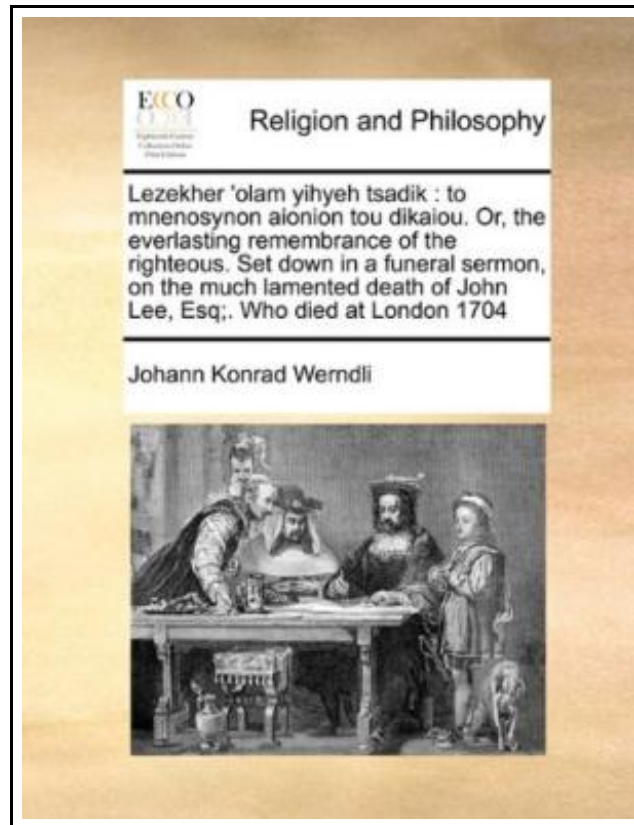 ECCO
Religion and Philosophy
Lezekher 'olam yihyeh tsadik : to
mnenosynon aionion tou dikaiou. Or, the
everlasting remembrance of the
righteous. Set down in a funeral sermon,
on the much lamented death of John
Lee, Esq;. Who died at London 1704
Johann Konrad Werndli